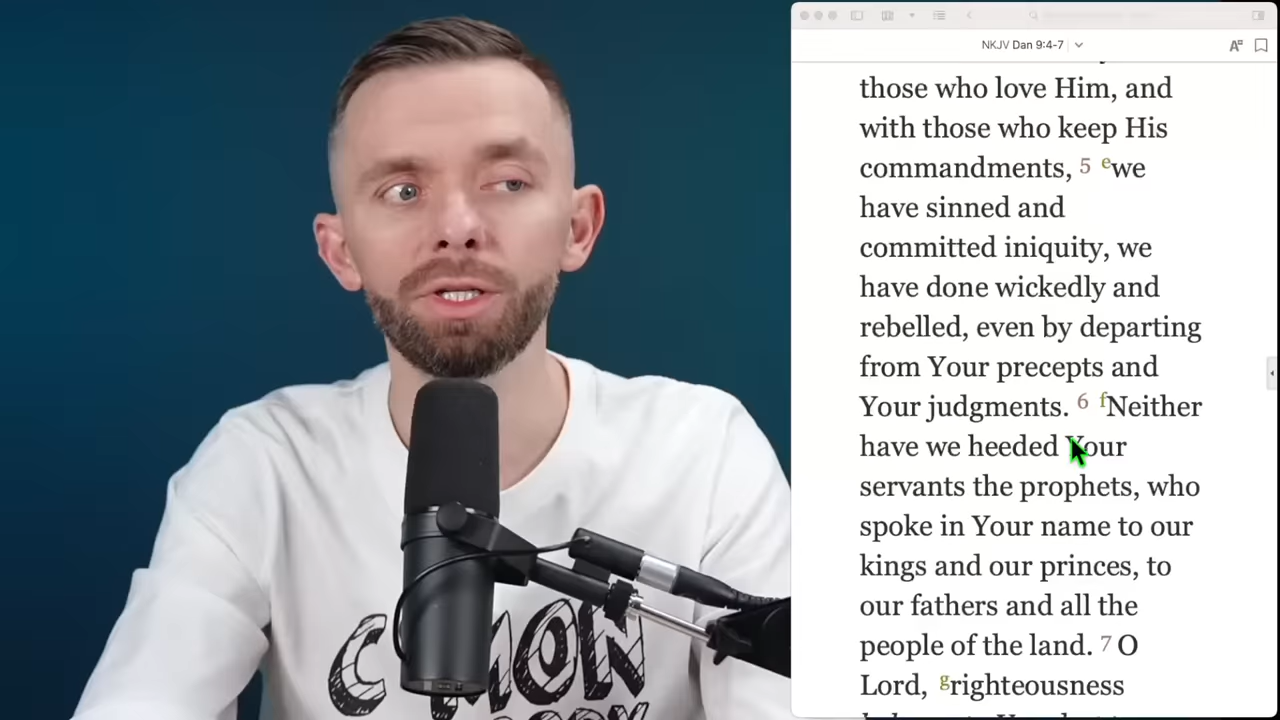 NKJV Dan 9:4-7
those who love Him, and
with those who keep His
commandments, 5 ewe
have sinned and
committed iniquity, we
have done wickedly and
rebelled, even by departing
from Your precepts and
Your judgments. 6 fNeither
have we heeded Your
servants the prophets, who
spoke in Your name to our
kings and our princes, to
our fathers and all the
people of the land. 7 O
Lord, grighteousness
C'MON